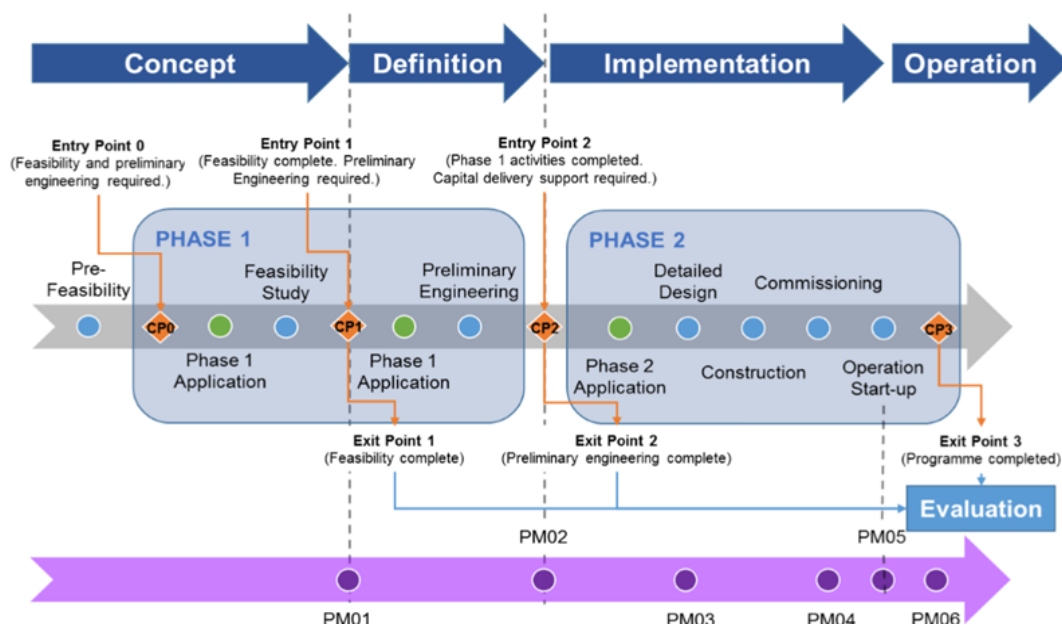 Concept
Definition
Implementation
Operation
Entry Point 0
(Feasibility and preliminary
engineering required.)
Entry Point 1
(Feasibility complete. Preliminary
Engineering required.)
Entry Point 2
(Phase 1 activities completed.
Capital delivery support required.)
PHASE 1
PHASE 2
Pre-
Feasibility
Feasibility
Study
Preliminary
Engineering
Detailed
Design
Commissioning
CP0
CP1
CP2
CP3
Phase 1
Application
Phase 1
Application
Phase 2
Application
Construction
Operation
Start-up
Exit Point 1
(Feasibility complete)
Exit Point 2
(Preliminary engineering complete)
Exit Point 3
(Programme completed)
Evaluation
PM02
PM05
PM01
PM03
PM04
PM06